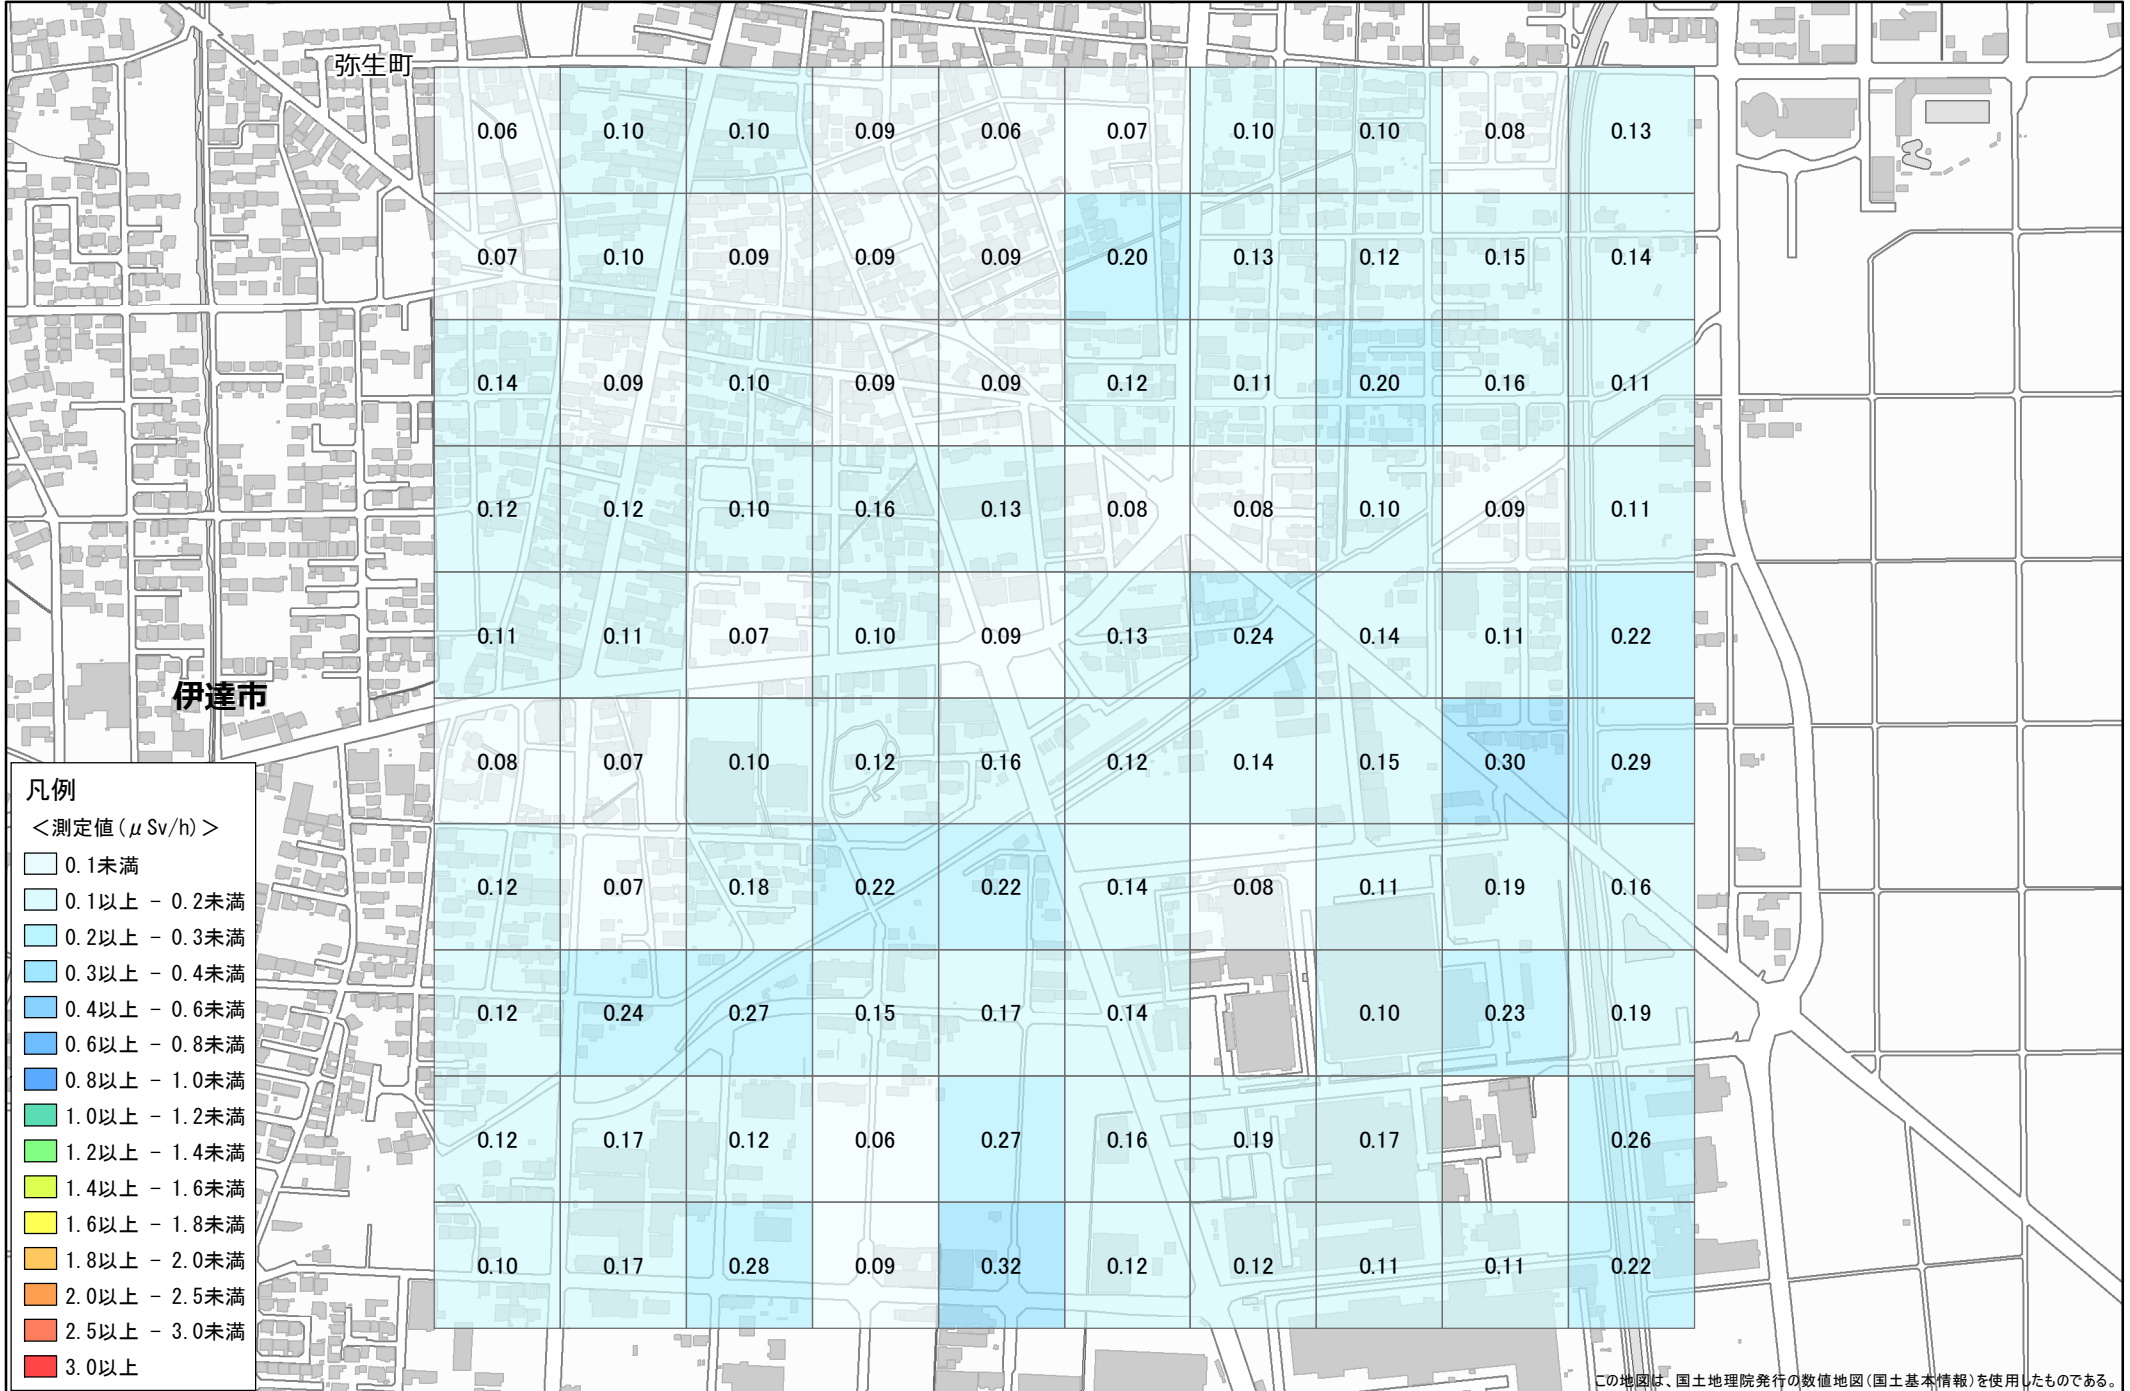 弥生町
0.06 0.10 0.10 0.09 0.06 0.07 0.10 0.10 0.08 0.13
0.07 0.10 0.09 0.09 0.09 0.20 0.13 0.12 0.15 0.14
0.14 0.09 0.10 0.09 0.09 0.12 0.11 0.20 0.16 0.11
0.12 0.12 0.10 0.16 0.13 0.08 0.08 0.10 0.09 0.11
0.11 0.11 0.07 0.10 0.09 0.13 0.24 0.14 0.11 0.22
伊達市
0.08 0.07 0.10 0.12 0.16 0.12 0.14 0.15 0.30 0.29
0.12 0.07 0.18 0.22 0.22 0.14 0.08 0.11 0.19 0.16
0.12 0.24 0.27 0.15 0.17 0.14 0.10 0.23 0.19
0.12 0.17 0.12 0.06 0.27 0.16 0.19 0.17 0.26
0.10 0.17 0.28 0.09 0.32 0.12 0.12 0.11 0.11 0.22
凡例
＜測定値(μSv/h)＞
0.1未満
0.1以上 - 0.2未満
0.2以上 - 0.3未満
0.3以上 - 0.4未満
0.4以上 - 0.6未満
0.6以上 - 0.8未満
0.8以上 - 1.0未満
1.0以上 - 1.2未満
1.2以上 - 1.4未満
1.4以上 - 1.6未満
1.6以上 - 1.8未満
1.8以上 - 2.0未満
2.0以上 - 2.5未満
2.5以上 - 3.0未満
3.0以上
この地図は、国土地理院発行の数値地図(国土基本情報)を使用したものである。